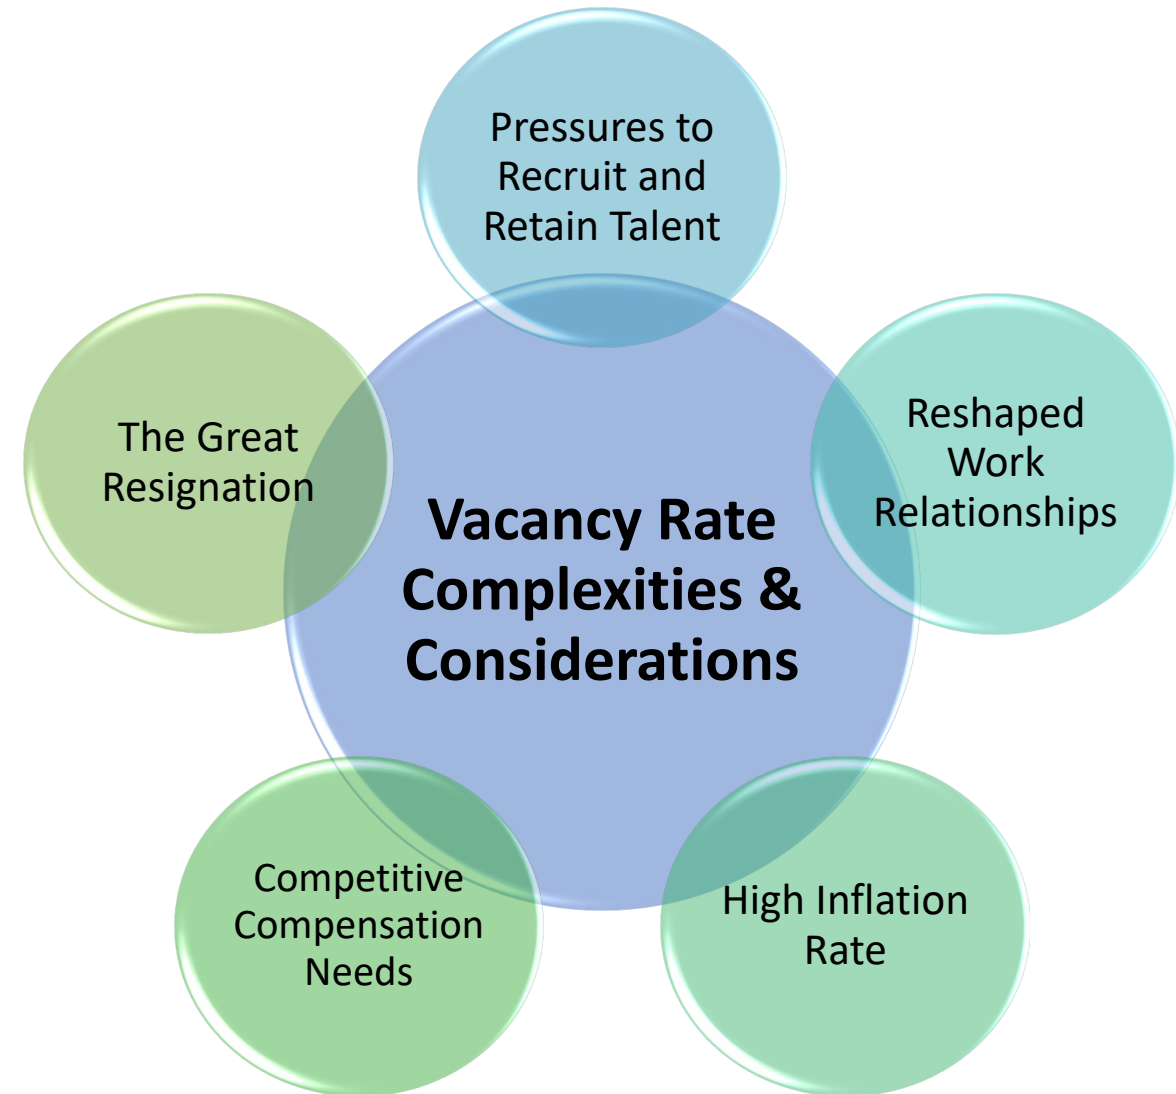 Pressures to
Recruit and
Retain Talent
Reshaped
Work
Relationships
The Great
Resignation
Vacancy Rate
Complexities &
Considerations
Competitive
Compensation
Needs
High Inflation
Rate